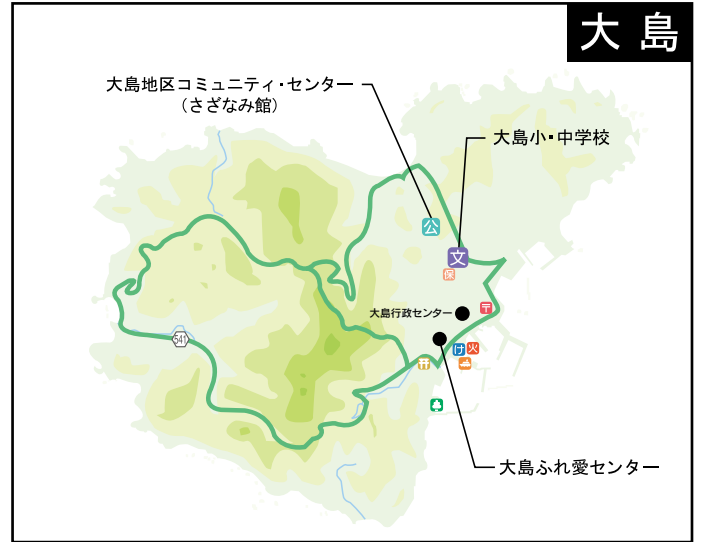 大島
大島地区コミュニティ・センター
（さざなみ館）
大島小・中学校
公
文
保
大島行政センター
〒
541
け
火
大島ふれ愛センター